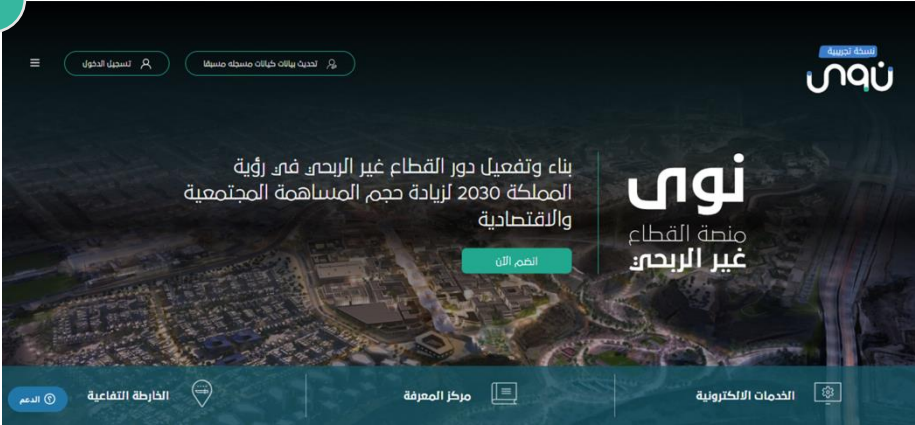 نسخة تجريبية
نوى
تحديث بيانات كيانات مسجله مسبقا
تسجيل الدخول
نوى
منصة القطاع
غير الربحي
بناء وتفعيل دور القطاع غير الربحي في رؤية
المملكة 2030 لزيادة حجم المساهمة المجتمعية
والاقتصادية
انضم الآن
الخدمات الالكترونية
مركز المعرفة
الخارطة التفاعية
الدعم